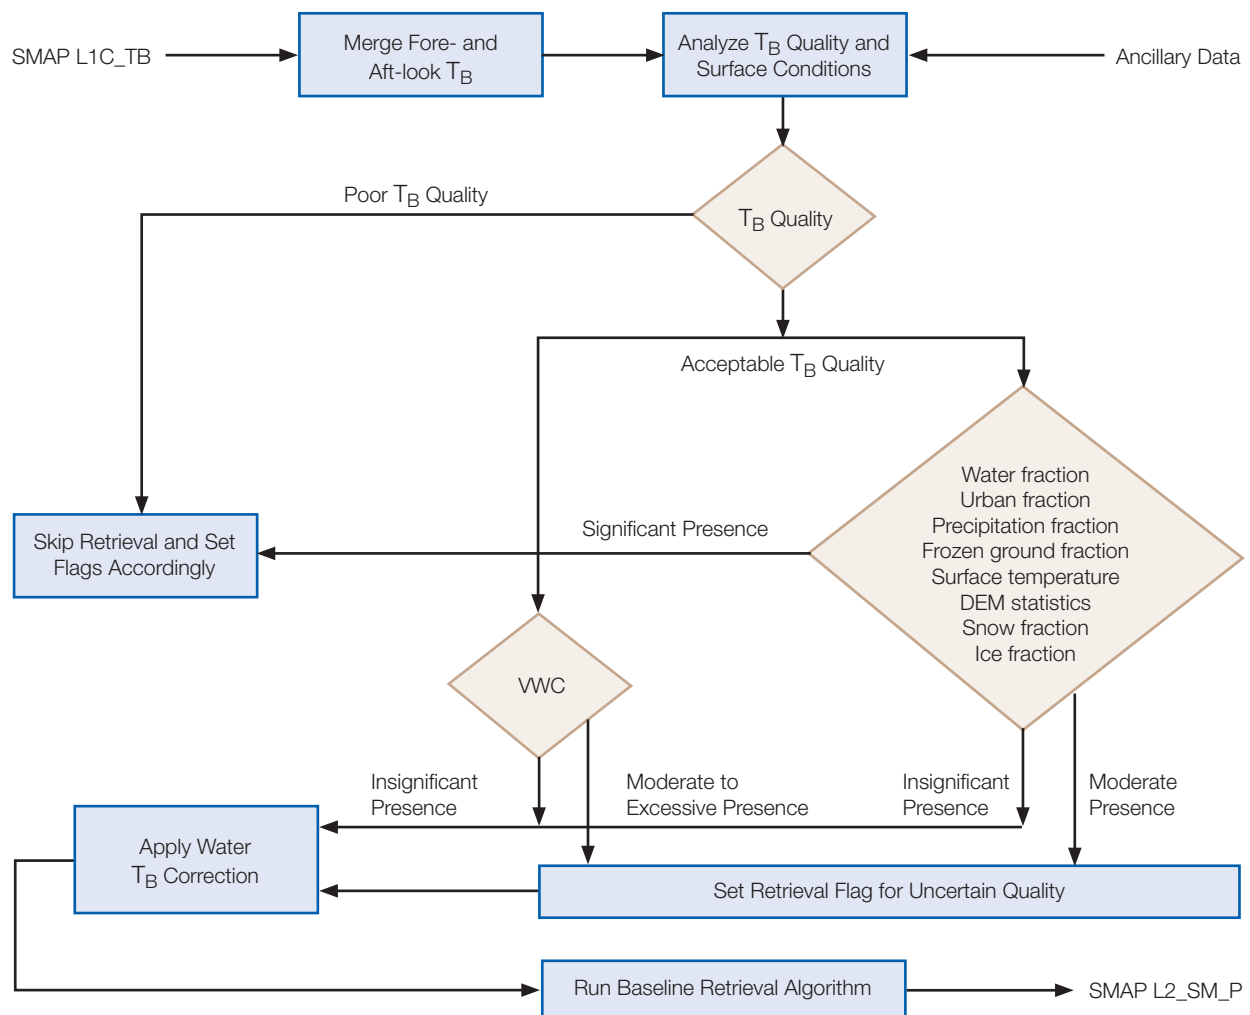 SMAP L1C_TB
Merge Fore- and
Aft-look TB
Analyze TB Quality and
Surface Conditions
Ancillary Data
Poor TB Quality
TB Quality
Acceptable TB Quality
Water fraction
Urban fraction
Precipitation fraction
Frozen ground fraction
Surface temperature
DEM statistics
Snow fraction
Ice fraction
Significant Presence
Skip Retrieval and Set
Flags Accordingly
VWC
Insignificant
Presence
Moderate to
Excessive Presence
Insignificant
Presence
Moderate
Presence
Apply Water
TB Correction
Set Retrieval Flag for Uncertain Quality
Run Baseline Retrieval Algorithm
SMAP L2_SM_P